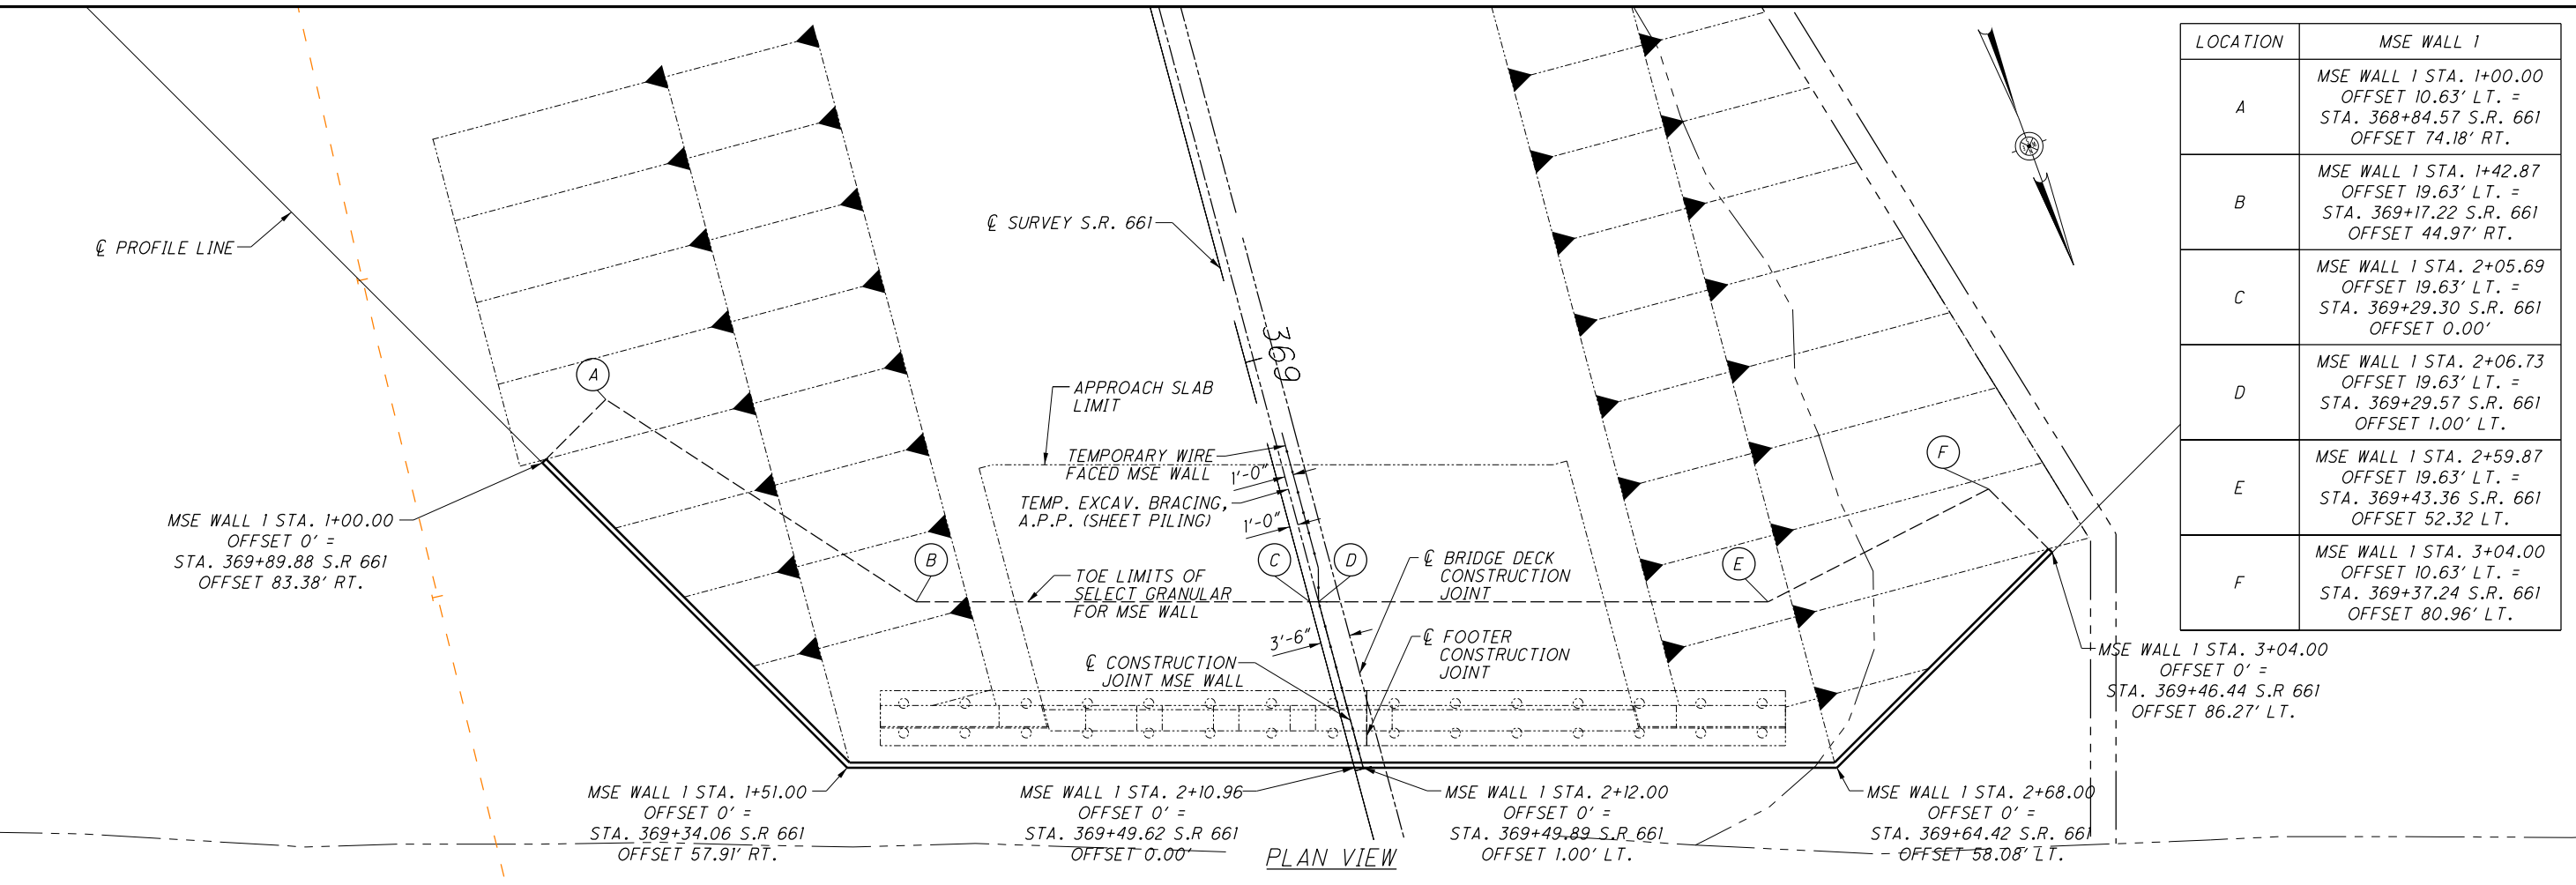 LOCATION
MSE WALL 1
A
MSE WALL 1 STA. 1+00.00
OFFSET 10.63' LT. =
STA. 368+84.57 S.R. 661
OFFSET 74.18' RT.
B
MSE WALL 1 STA. 1+42.87
OFFSET 19.63' LT. =
STA. 369+17.22 S.R. 661
OFFSET 44.97' RT.
C
MSE WALL 1 STA. 2+05.69
OFFSET 19.63' LT. =
STA. 369+29.30 S.R. 661
OFFSET 0.00'
D
MSE WALL 1 STA. 2+06.73
OFFSET 19.63' LT. =
STA. 369+29.57 S.R. 661
OFFSET 1.00' LT.
E
MSE WALL 1 STA. 2+59.87
OFFSET 19.63' LT. =
STA. 369+43.36 S.R. 661
OFFSET 52.32 LT.
F
MSE WALL 1 STA. 3+04.00
OFFSET 10.63' LT. =
STA. 369+37.24 S.R. 661
OFFSET 80.96' LT.
℄ PROFILE LINE
℄ SURVEY S.R. 661
369
A
APPROACH SLAB
LIMIT
TEMPORARY WIRE
FACED MSE WALL
1'-0"
TEMP. EXCAV. BRACING,
A.P.P. (SHEET PILING)
1'-0"
F
MSE WALL 1 STA. 1+00.00
OFFSET 0' =
STA. 369+89.88 S.R 661
OFFSET 83.38' RT.
B
C
D
E
℄ BRIDGE DECK
CONSTRUCTION
JOINT
TOE LIMITS OF
SELECT GRANULAR
FOR MSE WALL
3'-6"
℄ FOOTER
CONSTRUCTION
JOINT
℄ CONSTRUCTION
JOINT MSE WALL
MSE WALL 1 STA. 3+04.00
OFFSET 0' =
STA. 369+46.44 S.R 661
OFFSET 86.27' LT.
MSE WALL 1 STA. 1+51.00
OFFSET 0' =
STA. 369+34.06 S.R 661
OFFSET 57.91' RT.
MSE WALL 1 STA. 2+10.96
OFFSET 0' =
STA. 369+49.62 S.R 661
OFFSET 0.00'
MSE WALL 1 STA. 2+12.00
OFFSET 0' =
STA. 369+49.89 S.R 661
OFFSET 1.00' LT.
MSE WALL 1 STA. 2+68.00
OFFSET 0' =
STA. 369+64.42 S.R 661
OFFSET 58.08' LT.
PLAN VIEW